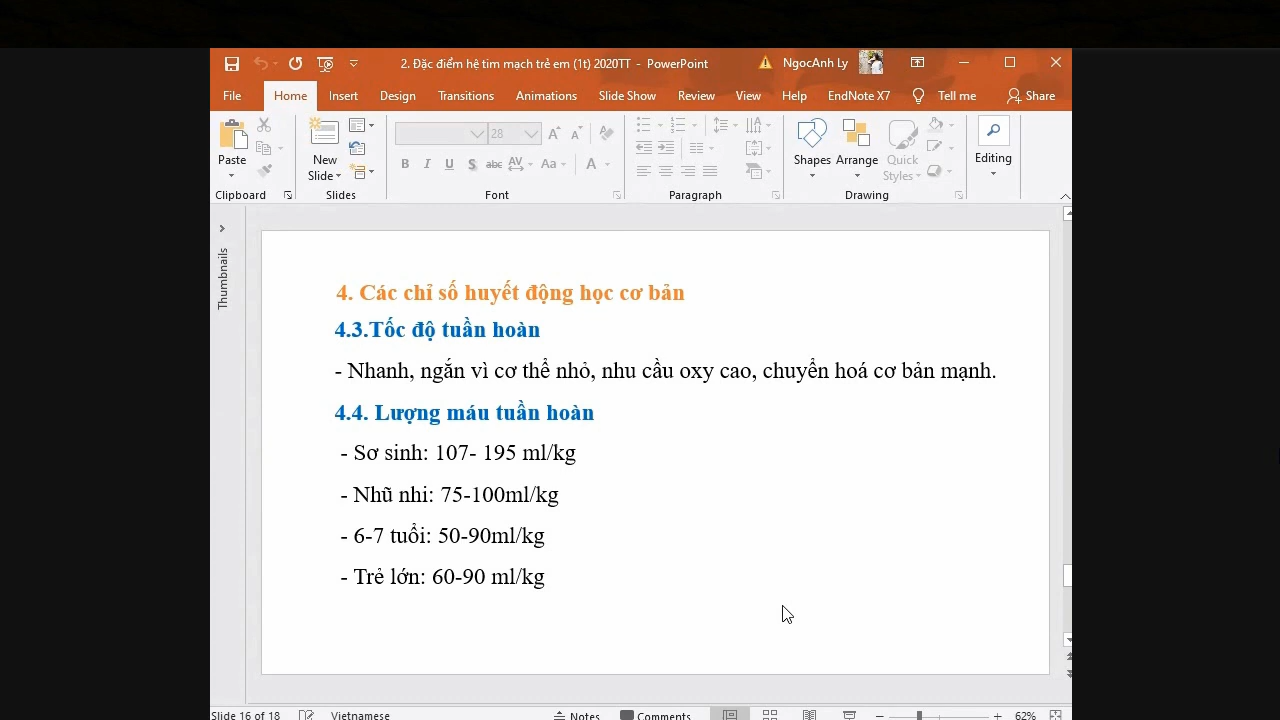 2. Đặc điểm hệ tim mạch trẻ em (1t) 2020TT - PowerPoint
NgocAnh Ly
File Home Insert Design Transitions Animations Slide Show Review View Help EndNote X7 Tell me Share
28
Paste
New Slide
B I U S abc AV Aa A
Shapes Arrange Quick Styles
Editing
Clipboard Slides Font Paragraph Drawing
Thumbnails
4. Các chỉ số huyết động học cơ bản
4.3.Tốc độ tuần hoàn
- Nhanh, ngắn vì cơ thể nhỏ, nhu cầu oxy cao, chuyển hoá cơ bản mạnh.
4.4. Lượng máu tuần hoàn
- Sơ sinh: 107- 195 ml/kg
- Nhũ nhi: 75-100ml/kg
- 6-7 tuổi: 50-90ml/kg
- Trẻ lớn: 60-90 ml/kg
Slide 16 of 18 Vietnamese Notes Comments 62%